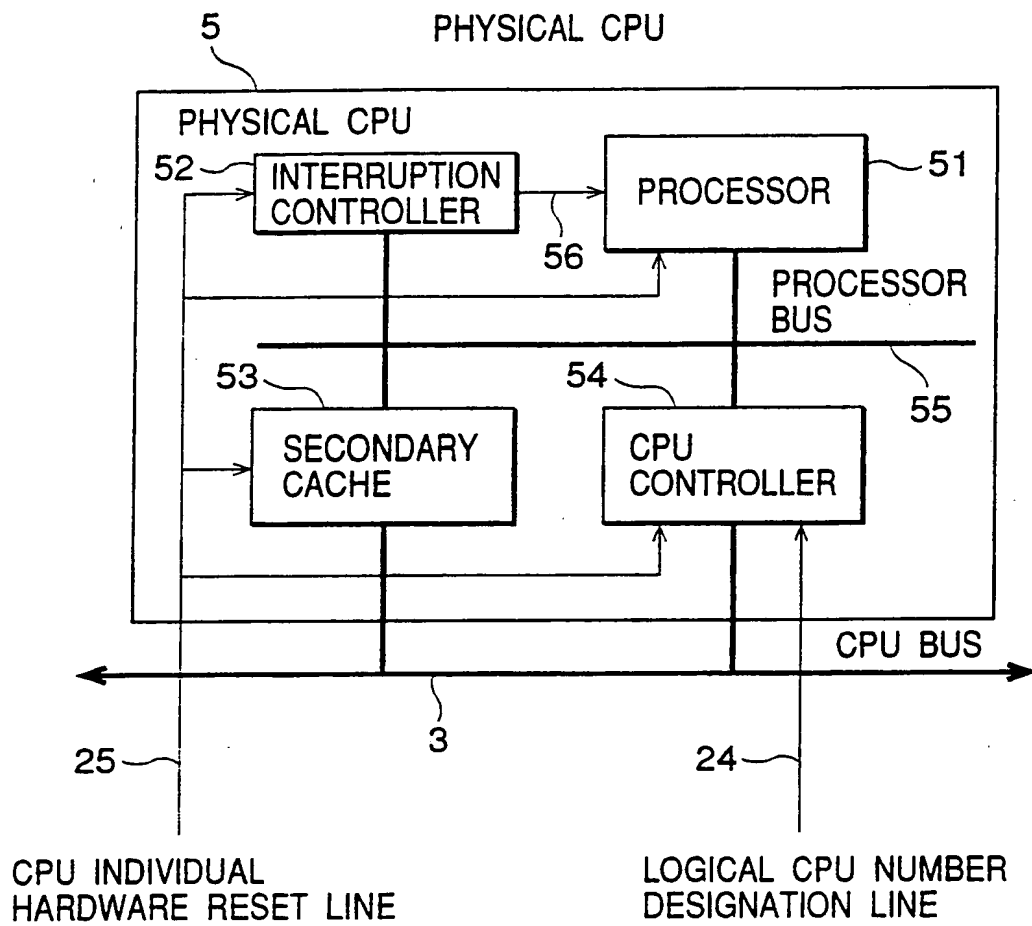 PHYSICAL CPU
5
PHYSICAL CPU
52
INTERRUPTION
CONTROLLER
PROCESSOR
51
56
PROCESSOR
BUS
53
54
55
SECONDARY
CACHE
CPU
CONTROLLER
CPU BUS
3
25
24
CPU INDIVIDUAL
HARDWARE RESET LINE
LOGICAL CPU NUMBER
DESIGNATION LINE